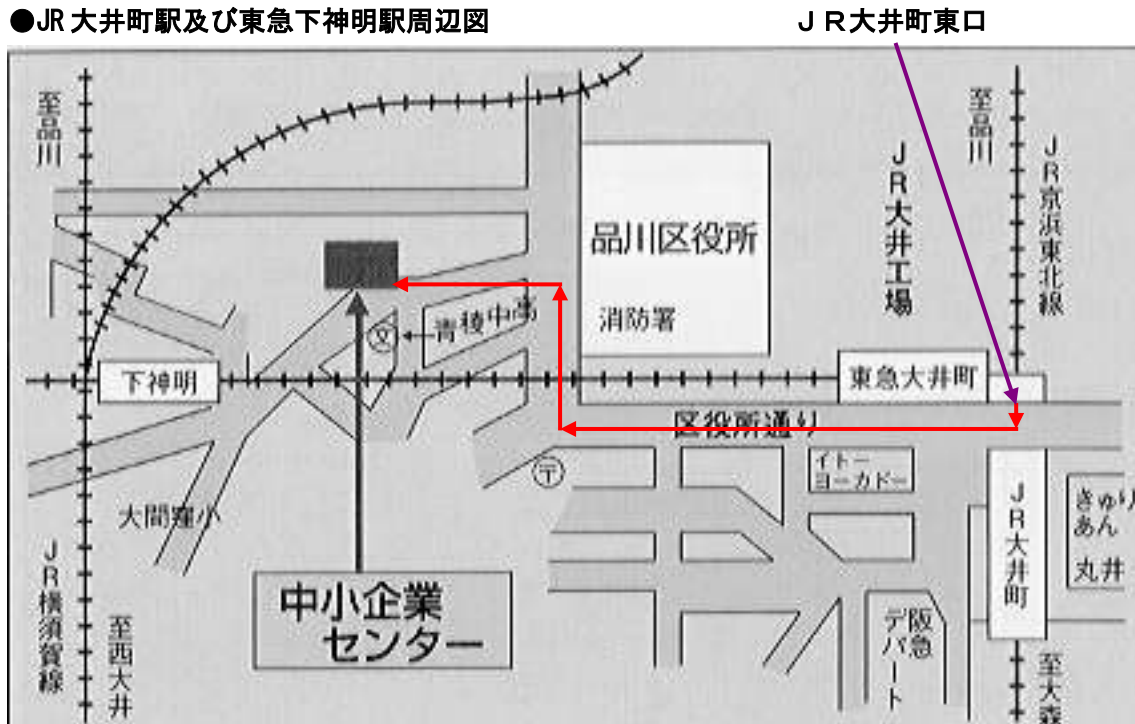 ●JR大井町駅及び東急下神明駅周辺図
ＪＲ大井町東口
至品川
至品川
JR京浜東北線
JR大井工場
品川区役所
消防署
青稜中高
文
下神明
東急大井町
区役所通り
〒
イトー
ヨーカドー
大間窪小
JR大井町
きゅり
あん
丸井
中小企業
センター
阪急
デパート
JR横須賀線
至西大井
至大森